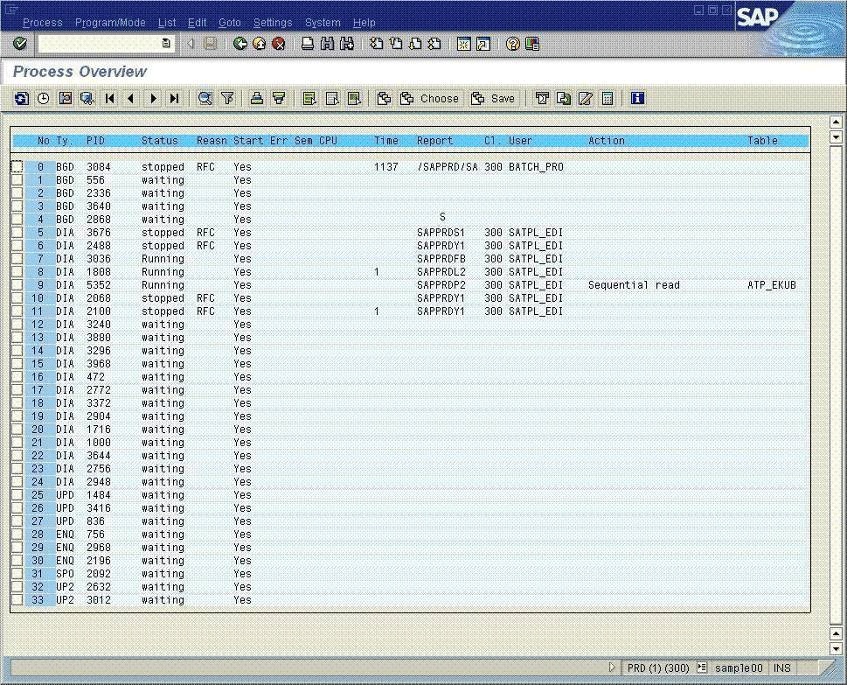 Process Program/Mode List Edit Goto Settings System Help
SAP
Process Overview
Choose Save
No Ty. PID Status Reasn Start Err Sem CPU Time Report Cl. User Action Table
0 BGD 3084 stopped RFC Yes 1137 /SAPPRD/SA 300 BATCH_PRO
1 BGD 556 waiting Yes
2 BGD 2336 waiting Yes
3 BGD 3640 waiting Yes
4 BGD 2868 waiting Yes S
5 DIA 3676 stopped RFC Yes SAPPRDS1 300 SATPL_EDI
6 DIA 2488 stopped RFC Yes SAPPRDY1 300 SATPL_EDI
7 DIA 3036 Running Yes SAPPRDFB 300 SATPL_EDI
8 DIA 1808 Running Yes 1 SAPPRDL2 300 SATPL_EDI
9 DIA 5352 Running Yes SAPPRDP2 300 SATPL_EDI Sequential read ATP_EKUB
10 DIA 2068 stopped RFC Yes SAPPRDY1 300 SATPL_EDI
11 DIA 2100 stopped RFC Yes 1 SAPPRDY1 300 SATPL_EDI
12 DIA 3240 waiting Yes
13 DIA 3880 waiting Yes
14 DIA 3296 waiting Yes
15 DIA 3968 waiting Yes
16 DIA 472 waiting Yes
17 DIA 2772 waiting Yes
18 DIA 3372 waiting Yes
19 DIA 2904 waiting Yes
20 DIA 1716 waiting Yes
21 DIA 1000 waiting Yes
22 DIA 3644 waiting Yes
23 DIA 2756 waiting Yes
24 DIA 2948 waiting Yes
25 UPD 1484 waiting Yes
26 UPD 3416 waiting Yes
27 UPD 836 waiting Yes
28 ENQ 756 waiting Yes
29 ENQ 2968 waiting Yes
30 ENQ 2196 waiting Yes
31 SPO 2092 waiting Yes
32 UP2 2632 waiting Yes
33 UP2 3012 waiting Yes
PRD (1) (300) sample00 INS